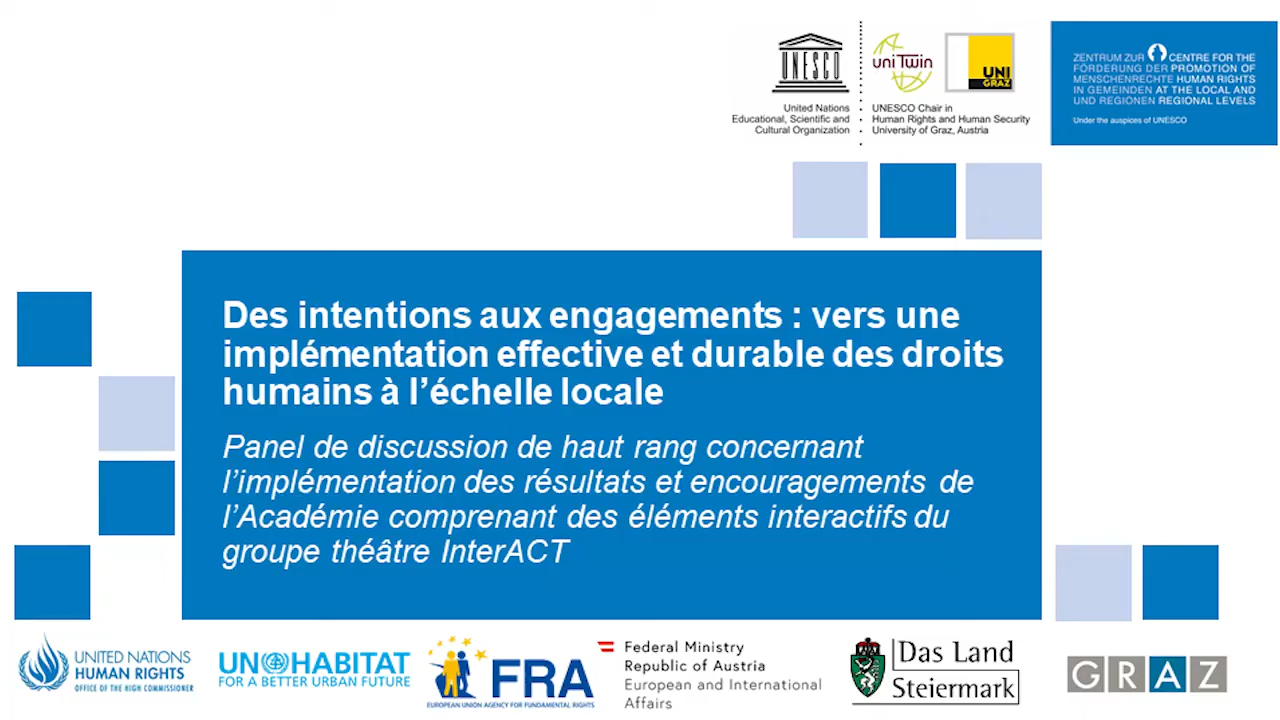 UNESCO
United Nations
Educational, Scientific and
Cultural Organization
uniTwin
UNI
GRAZ
UNESCO Chair in
Human Rights and Human Security
University of Graz, Austria
ZENTRUM ZUR CENTRE FOR THE
FÖRDERUNG DER PROMOTION OF
MENSCHENRECHTE HUMAN RIGHTS
IN GEMEINDEN AT THE LOCAL AND
UND REGIONEN REGIONAL LEVELS
Under the auspices of UNESCO
Des intentions aux engagements : vers une
implémentation effective et durable des droits
humains à l’échelle locale
Panel de discussion de haut rang concernant
l’implémentation des résultats et encouragements de
l’Académie comprenant des éléments interactifs du
groupe théâtre InterACT
UNITED NATIONS
HUMAN RIGHTS
OFFICE OF THE HIGH COMMISSIONER
UN HABITAT
FOR A BETTER URBAN FUTURE
FRA
EUROPEAN UNION AGENCY FOR FUNDAMENTAL RIGHTS
Federal Ministry
Republic of Austria
European and International
Affairs
Das Land
Steiermark
GRAZ